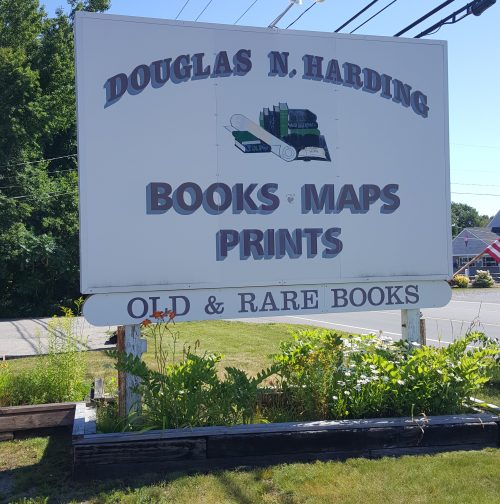 DOUGLAS N. HARDING
BOOKS · MAPS
PRINTS
OLD & RARE BOOKS